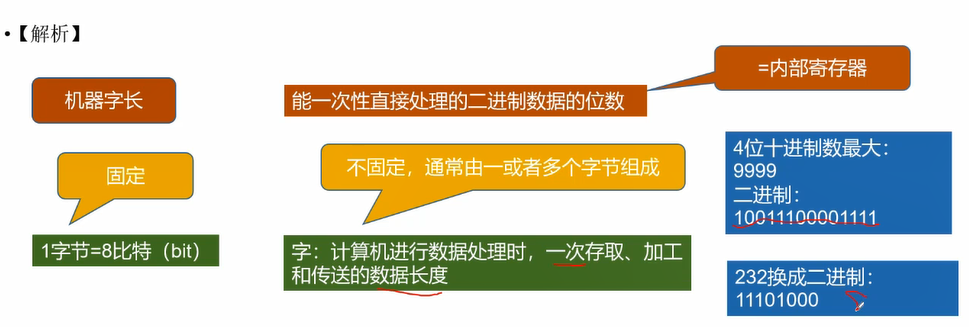 •【解析】
机器字长
能一次性直接处理的二进制数据的位数
=内部寄存器
固定
不固定，通常由一或者多个字节组成
1字节=8比特（bit）
字：计算机进行数据处理时，一次存取、加工
和传送的数据长度
4位十进制数最大：
9999
二进制：
10011100001111
232换成二进制：
11101000